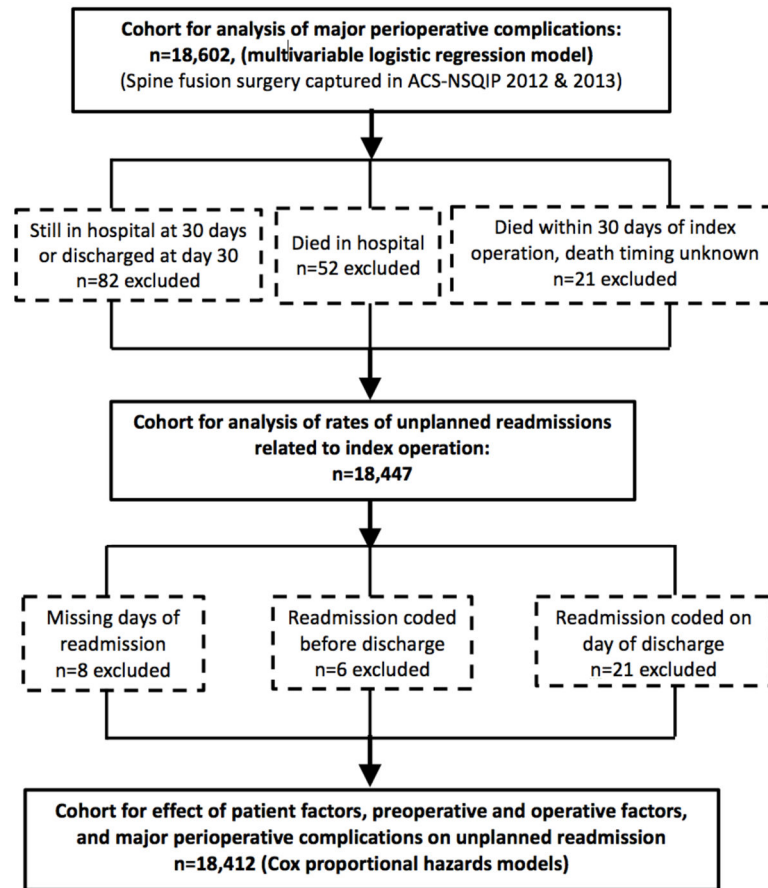 Cohort for analysis of major perioperative complications:
n=18,602, (multivariable logistic regression model)
(Spine fusion surgery captured in ACS-NSQIP 2012 & 2013)
Still in hospital at 30 days
or discharged at day 30
n=82 excluded
Died in hospital
n=52 excluded
Died within 30 days of index
operation, death timing unknown
n=21 excluded
Cohort for analysis of rates of unplanned readmissions
related to index operation:
n=18,447
Missing days of
readmission
n=8 excluded
Readmission coded
before discharge
n=6 excluded
Readmission coded on
day of discharge
n=21 excluded
Cohort for effect of patient factors, preoperative and operative factors,
and major perioperative complications on unplanned readmission
n=18,412 (Cox proportional hazards models)